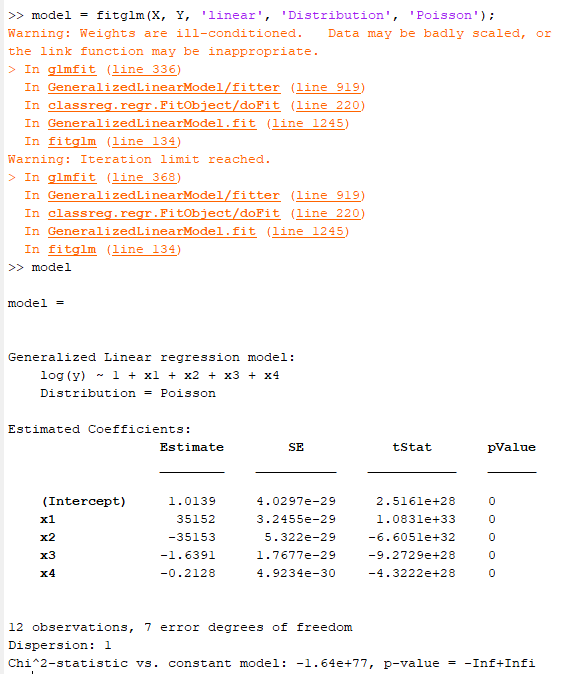 >> model = fitglm(X, Y, 'linear', 'Distribution', 'Poisson');
Warning: Weights are ill-conditioned.   Data may be badly scaled, or
the link function may be inappropriate.
> In glmfit (line 336)
  In GeneralizedLinearModel/fitter (line 919)
  In classreg.regr.FitObject/doFit (line 220)
  In GeneralizedLinearModel.fit (line 1245)
  In fitglm (line 134)
Warning: Iteration limit reached.
> In glmfit (line 368)
  In GeneralizedLinearModel/fitter (line 919)
  In classreg.regr.FitObject/doFit (line 220)
  In GeneralizedLinearModel.fit (line 1245)
  In fitglm (line 134)
>> model
model =
Generalized Linear regression model:
    log(y) ~ 1 + x1 + x2 + x3 + x4
    Distribution = Poisson
Estimated Coefficients:
                   Estimate        SE           tStat       pValue
    (Intercept)     1.0139     4.0297e-29     2.5161e+28    0
    x1               35152     3.2455e-29     1.0831e+33    0
    x2              -35153      5.322e-29    -6.6051e+32    0
    x3             -1.6391     1.7677e-29    -9.2729e+28    0
    x4             -0.2128     4.9234e-30    -4.3222e+28    0
12 observations, 7 error degrees of freedom
Dispersion: 1
Chi^2-statistic vs. constant model: -1.64e+77, p-value = -Inf+Infi